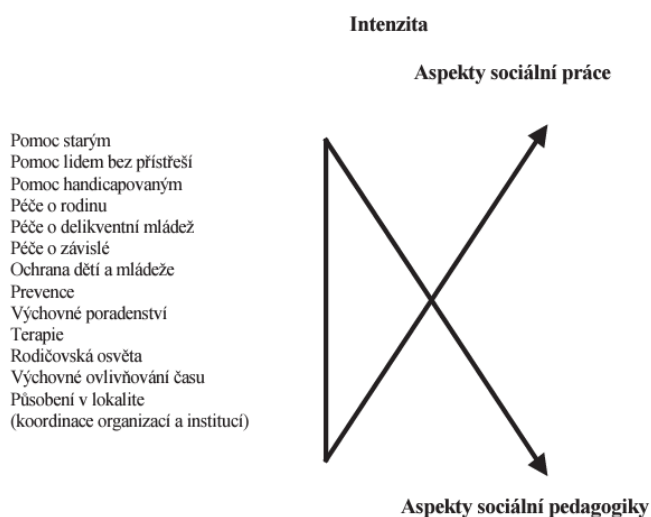 Intenzita
Aspekty sociální práce
Pomoc starým
Pomoc lidem bez přístřeší
Pomoc handicapovaným
Péče o rodinu
Péče o delikventní mládež
Péče o závislé
Ochrana dětí a mládeže
Prevence
Výchovné poradenství
Terapie
Rodičovská osvěta
Výchovné ovlivňování času
Působení v lokalite
(koordinace organizací a institucí)
Aspekty sociální pedagogiky